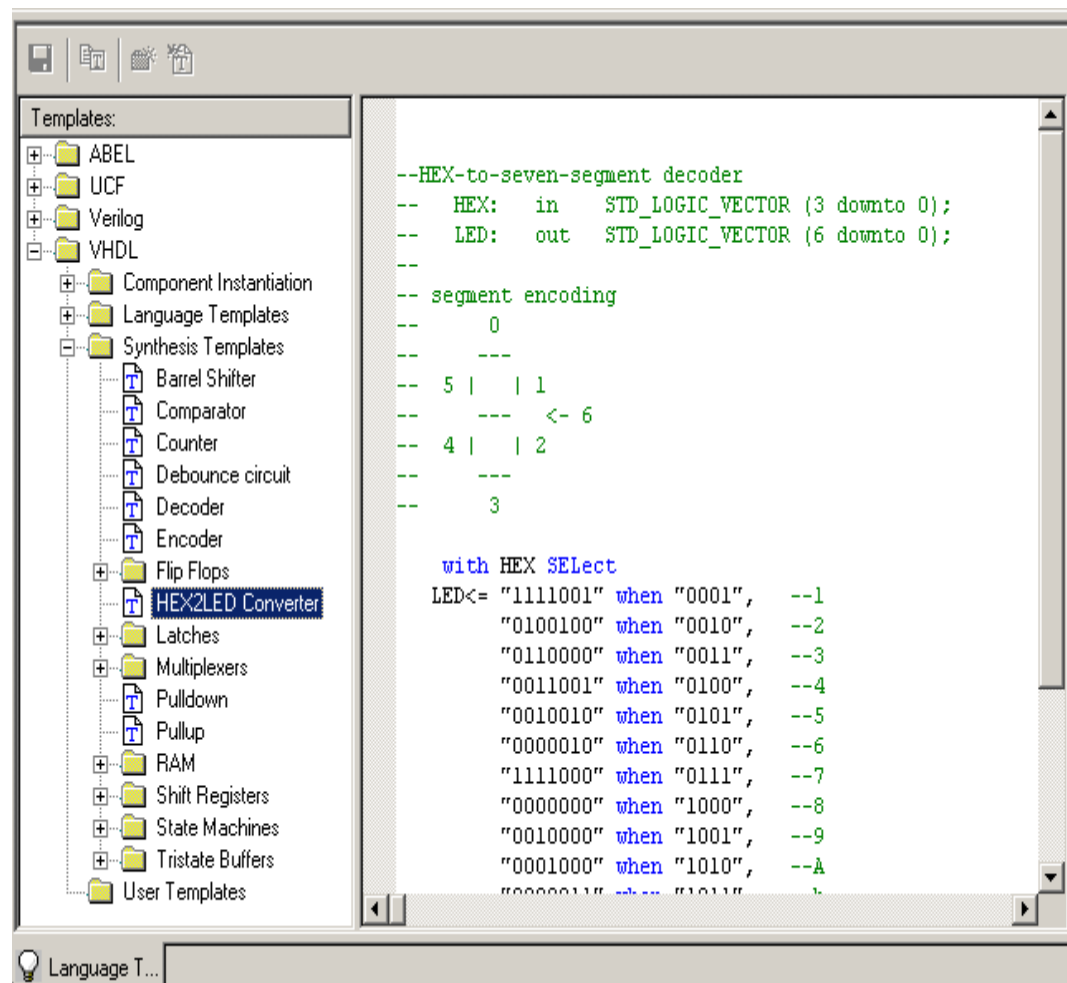 Templates:
ABEL
UCF
Verilog
VHDL
Component Instantiation
Language Templates
Synthesis Templates
Barrel Shifter
Comparator
Counter
Debounce circuit
Decoder
Encoder
Flip Flops
HEX2LED Converter
Latches
Multiplexers
Pulldown
Pullup
RAM
Shift Registers
State Machines
Tristate Buffers
User Templates
--HEX-to-seven-segment decoder
--   HEX:   in    STD_LOGIC_VECTOR (3 downto 0);
--   LED:   out   STD_LOGIC_VECTOR (6 downto 0);
--
-- segment encoding
--      0
--     ---
--  5 |   | 1
--     ---   <- 6
--  4 |   | 2
--     ---
--      3
with HEX SELect
LED<= "1111001" when "0001",   --1
"0100100" when "0010",   --2
"0110000" when "0011",   --3
"0011001" when "0100",   --4
"0010010" when "0101",   --5
"0000010" when "0110",   --6
"1111000" when "0111",   --7
"0000000" when "1000",   --8
"0010000" when "1001",   --9
"0001000" when "1010",   --A
Language T...